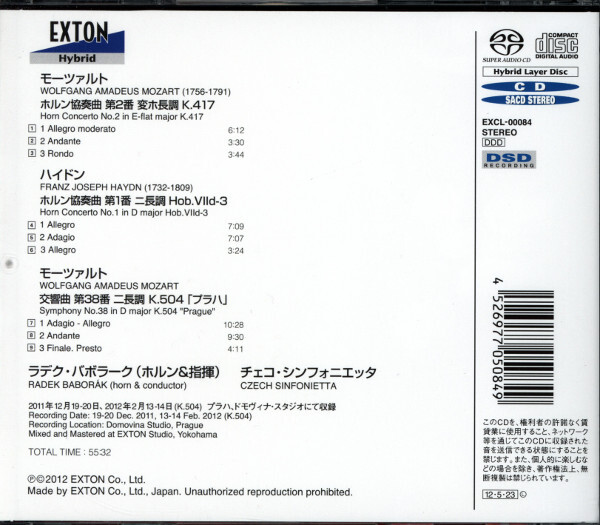 EXTON
Hybrid
モーツァルト
WOLFGANG AMADEUS MOZART (1756-1791)
ホルン協奏曲 第2番 変ホ長調 K.417
Horn Concerto No.2 in E-flat major K.417
1 1 Allegro moderato 6:12
2 2 Andante 3:30
3 3 Rondo 3:44
ハイドン
FRANZ JOSEPH HAYDN (1732-1809)
ホルン協奏曲 第1番 ニ長調 Hob.VIId-3
Horn Concerto No.1 in D major Hob.VIId-3
4 1 Allegro 7:09
5 2 Adagio 7:07
6 3 Allegro 3:24
モーツァルト
WOLFGANG AMADEUS MOZART
交響曲 第38番 ニ長調 K.504「プラハ」
Symphony No.38 in D major K.504 "Prague"
7 1 Adagio - Allegro 10:28
8 2 Andante 9:30
9 3 Finale. Presto 4:11
ラデク・バボラーク(ホルン&指揮) チェコ・シンフォニエッタ
RADEK BABORÁK (horn & conductor) CZECH SINFONIETTA
2011年12月19-20日、2012年2月13-14日(K.504) プラハ、ドモヴィナ・スタジオにて収録
Recording Date: 19-20 Dec. 2011, 13-14 Feb. 2012 (K.504)
Recording Location: Domovina Studio, Prague
Mixed and Mastered at EXTON Studio, Yokohama
TOTAL TIME : 55:32
℗©2012 EXTON Co., Ltd.
Made by EXTON Co., Ltd., Japan. Unauthorized reproduction prohibited.
SUPER AUDIO CD
COMPACT
disc
DIGITAL AUDIO
Hybrid Layer Disc
CD
SACD STEREO
EXCL-00084
STEREO
DDD
DSD
RECORDING
4526977050849
このCDを、権利者の許諾なく賃
貸業に使用すること、ネットワーク
等を通じてこのCDに収録された
音を送信できる状態にすること
を禁じます。また、個人的に楽しむな
どの場合を除き、著作権法上、無
断複製は禁じられています。
12・5・23 Ⓛ